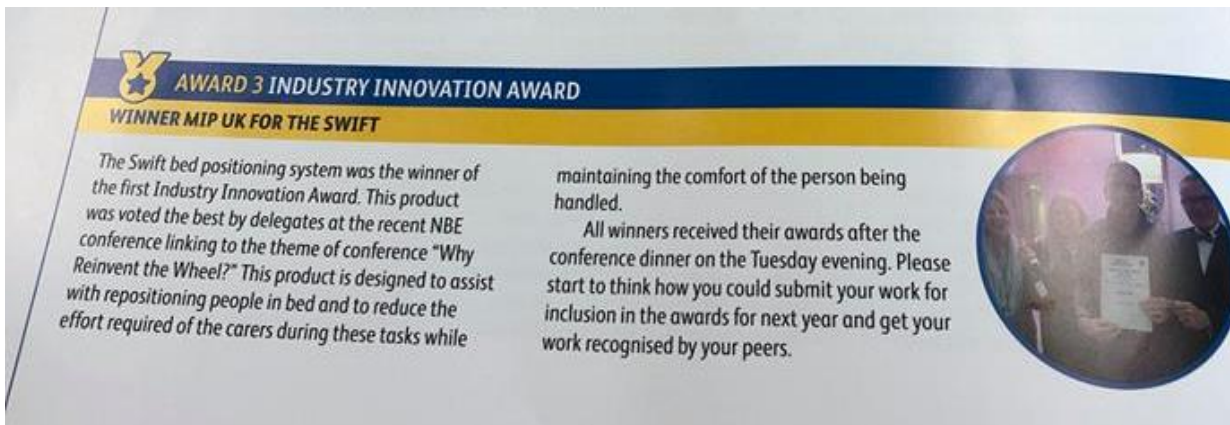 AWARD 3 INDUSTRY INNOVATION AWARD
WINNER MIP UK FOR THE SWIFT
The Swift bed positioning system was the winner of
the first Industry Innovation Award. This product
was voted the best by delegates at the recent NBE
conference linking to the theme of conference “Why
Reinvent the Wheel?” This product is designed to assist
with repositioning people in bed and to reduce the
effort required of the carers during these tasks while
maintaining the comfort of the person being
handled.
All winners received their awards after the
conference dinner on the Tuesday evening. Please
start to think how you could submit your work for
inclusion in the awards for next year and get your
work recognised by your peers.